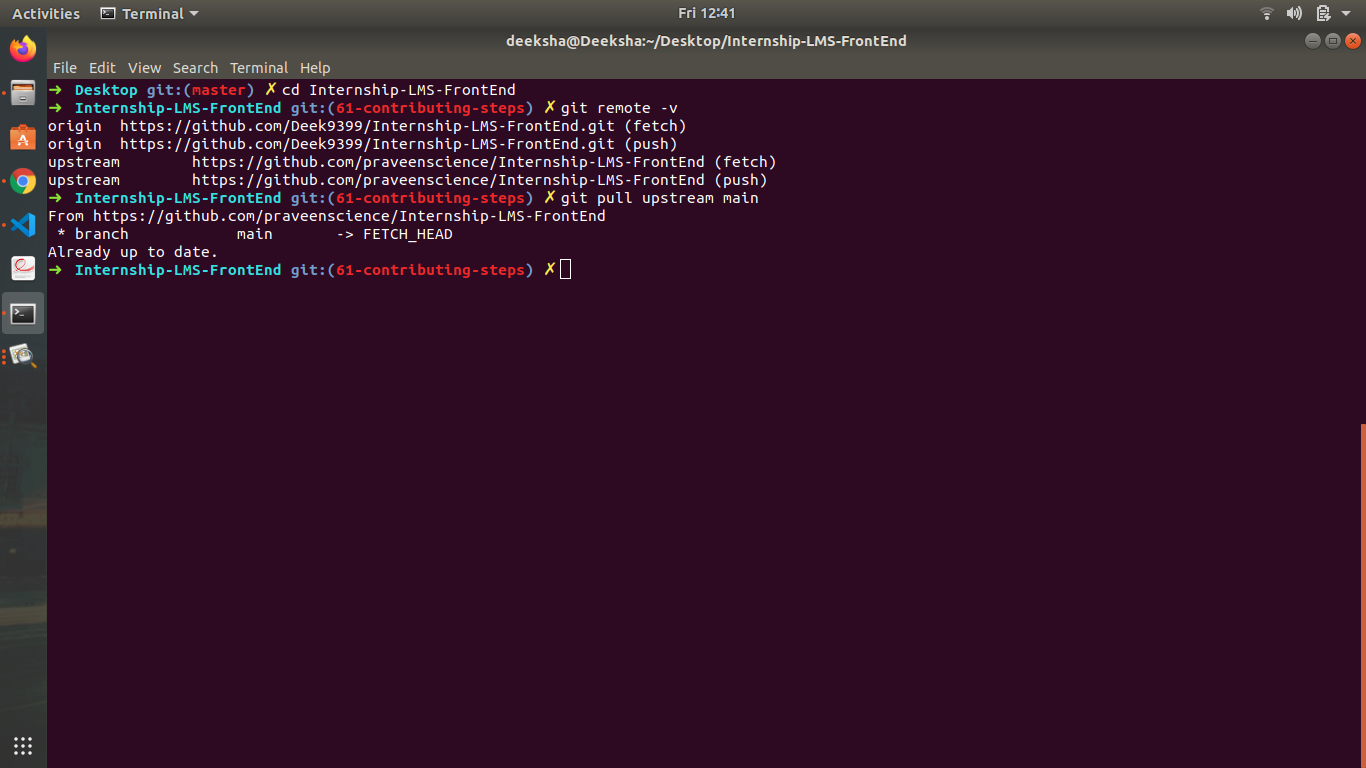 Activities Terminal Fri 12:41
deeksha@Deeksha:~/Desktop/Internship-LMS-FrontEnd
File Edit View Search Terminal Help
➜ Desktop git:(master) ✗ cd Internship-LMS-FrontEnd
➜ Internship-LMS-FrontEnd git:(61-contributing-steps) ✗ git remote -v
origin https://github.com/Deek9399/Internship-LMS-FrontEnd.git (fetch)
origin https://github.com/Deek9399/Internship-LMS-FrontEnd.git (push)
upstream https://github.com/praveenscience/Internship-LMS-FrontEnd (fetch)
upstream https://github.com/praveenscience/Internship-LMS-FrontEnd (push)
➜ Internship-LMS-FrontEnd git:(61-contributing-steps) ✗ git pull upstream main
From https://github.com/praveenscience/Internship-LMS-FrontEnd
* branch main -> FETCH_HEAD
Already up to date.
➜ Internship-LMS-FrontEnd git:(61-contributing-steps) ✗